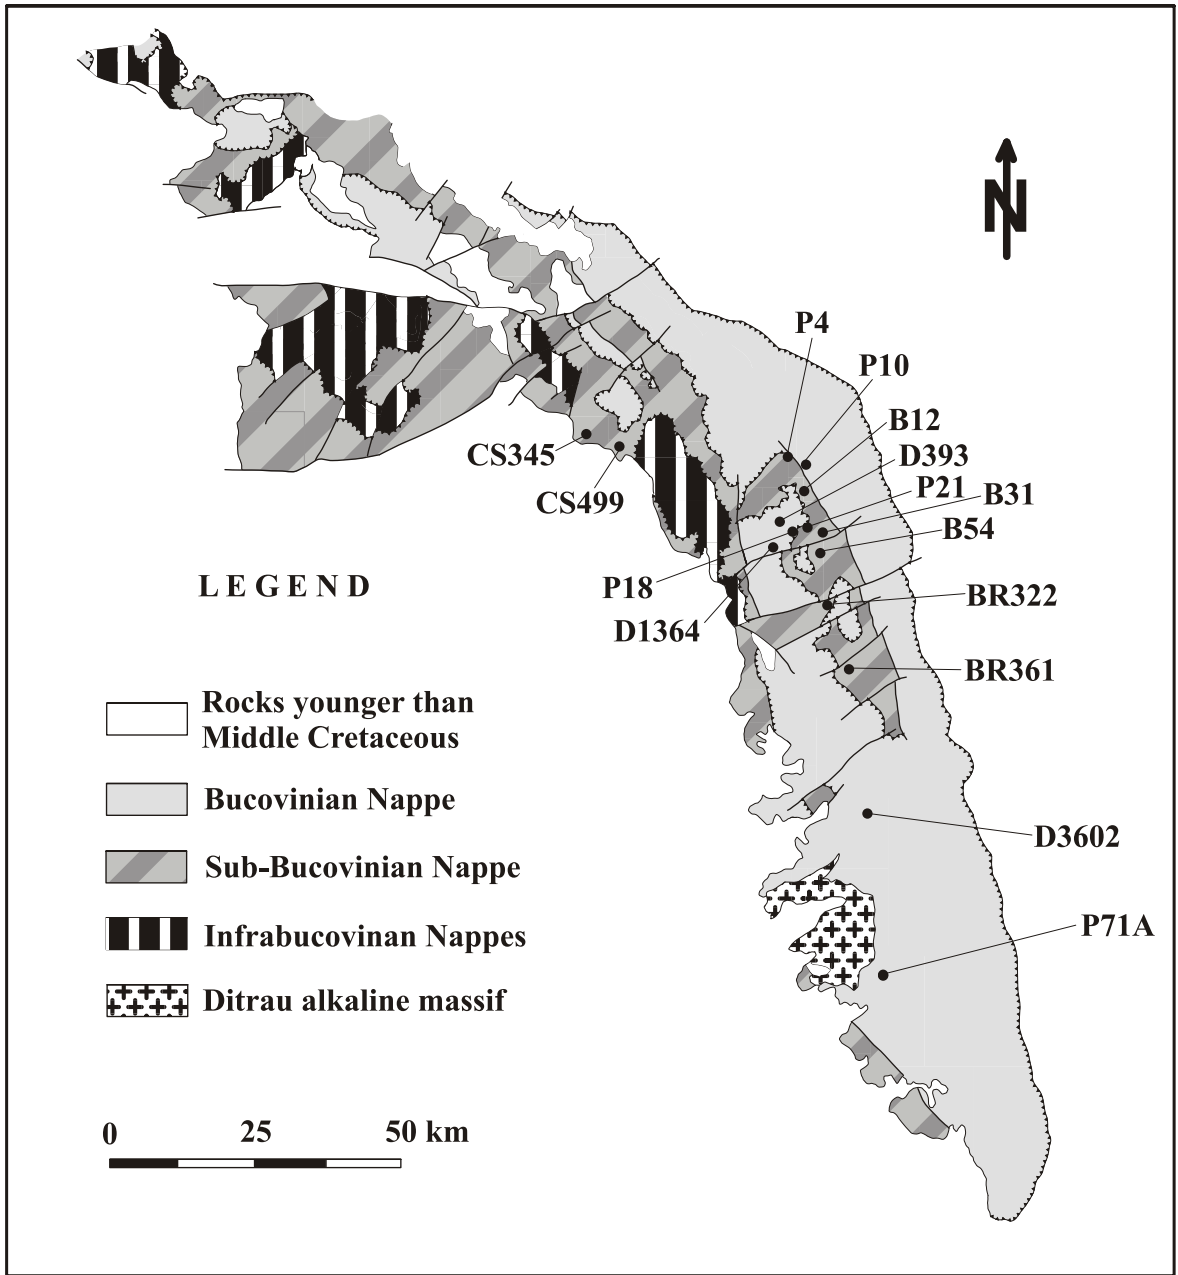 N
P4
P10
B12
D393
P21
B31
B54
CS345
CS499
P18
D1364
BR322
BR361
D3602
P71A
LEGEND
Rocks younger than
Middle Cretaceous
Bucovinian Nappe
Sub-Bucovinian Nappe
Infrabucovinan Nappes
Ditrau alkaline massif
0 25 50 km